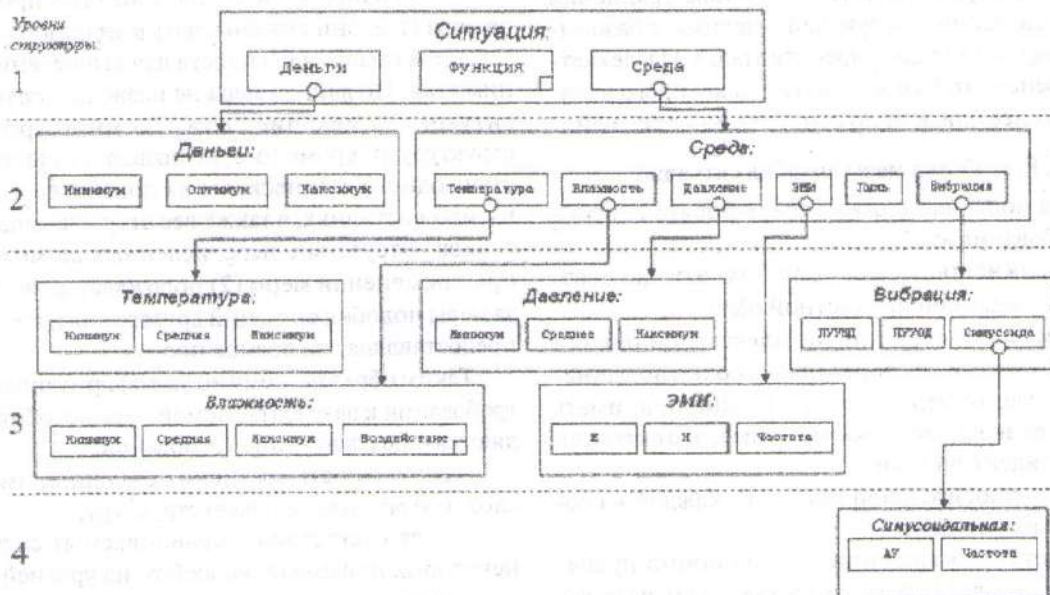 Уровни
структуры:
Ситуация:
1
Деньги
Функция
Среда
Деньги:
Среда:
2
Минимум
Оптимум
Максимум
Температура
Влажность
Давление
ЭМИ
Пыль
Вибрация
Температура:
Давление:
Вибрация:
Минимум
Средняя
Максимум
Минимум
Среднее
Максимум
Синусоида
3
Влажность:
ЭМИ:
Минимум
Средняя
Максимум
Воздействие
Частота
4
Синусоидальная:
АУ
Частота